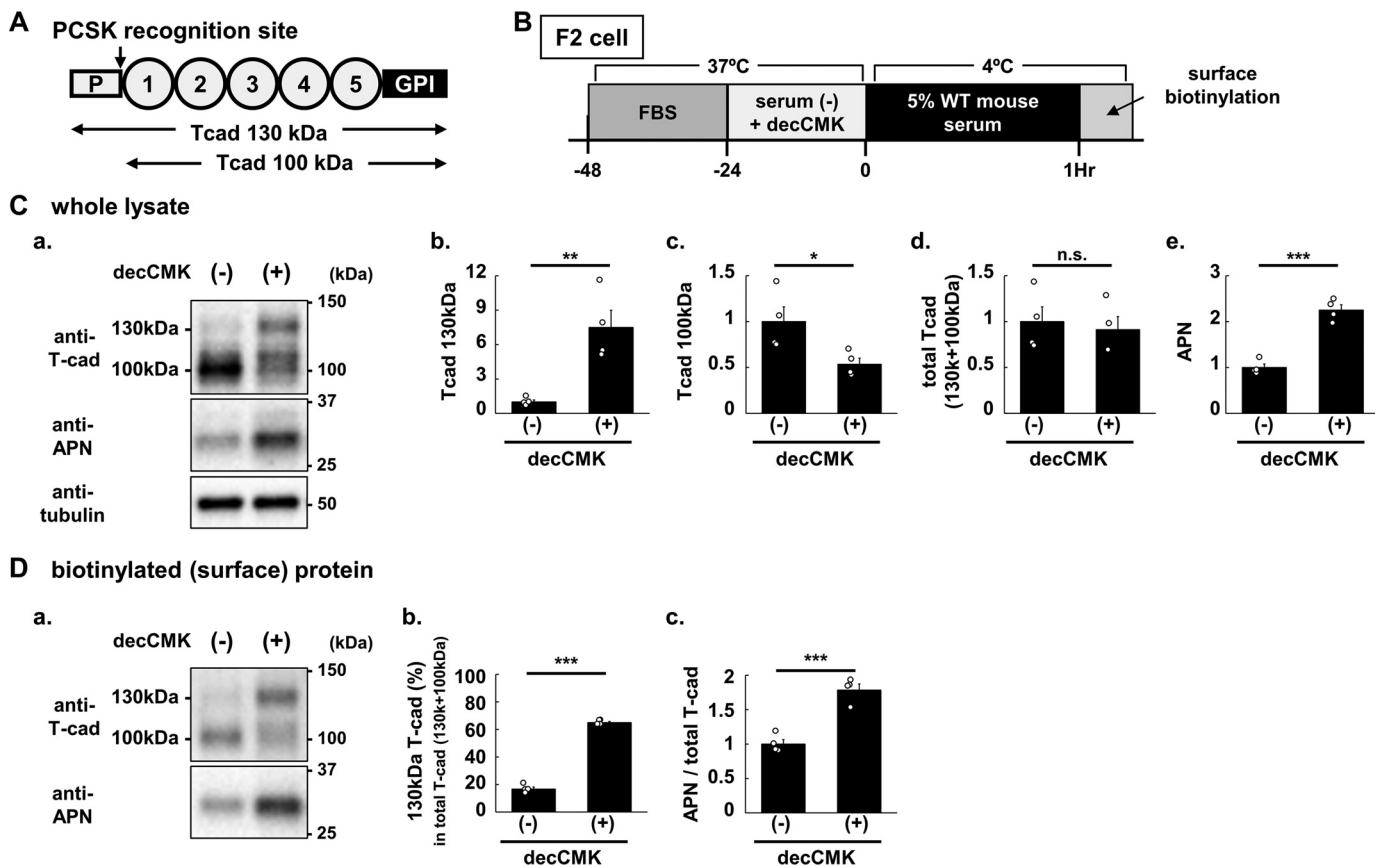 A
PCSK recognition site
P 1 2 3 4 5 GPI
Tcad 130 kDa
Tcad 100 kDa
B
F2 cell
37ºC 4ºC
FBS
serum (-)
+ decCMK
5% WT mouse
serum
surface
biotinylation
-48 -24 0 1Hr
C whole lysate
a.
decCMK (-) (+) (kDa)
anti-
T-cad
130kDa
100kDa
150
100
anti-
APN
37
25
anti-
tubulin
50
b.
**
Tcad 130kDa
12
9
6
3
0
(-) (+)
decCMK
c.
*
Tcad 100kDa
1.5
1
0.5
0
(-) (+)
decCMK
d.
n.s.
total Tcad
(130k+100kDa)
1.5
1
0.5
0
(-) (+)
decCMK
e.
***
APN
3
2
1
0
(-) (+)
decCMK
D biotinylated (surface) protein
a.
decCMK (-) (+) (kDa)
anti-
T-cad
130kDa
100kDa
150
100
anti-
APN
37
25
b.
***
130kDa T-cad (%)
in total T-cad (130k+100kDa)
100
80
60
40
20
0
(-) (+)
decCMK
c.
***
APN / total T-cad
2
1.5
1
0.5
0
(-) (+)
decCMK